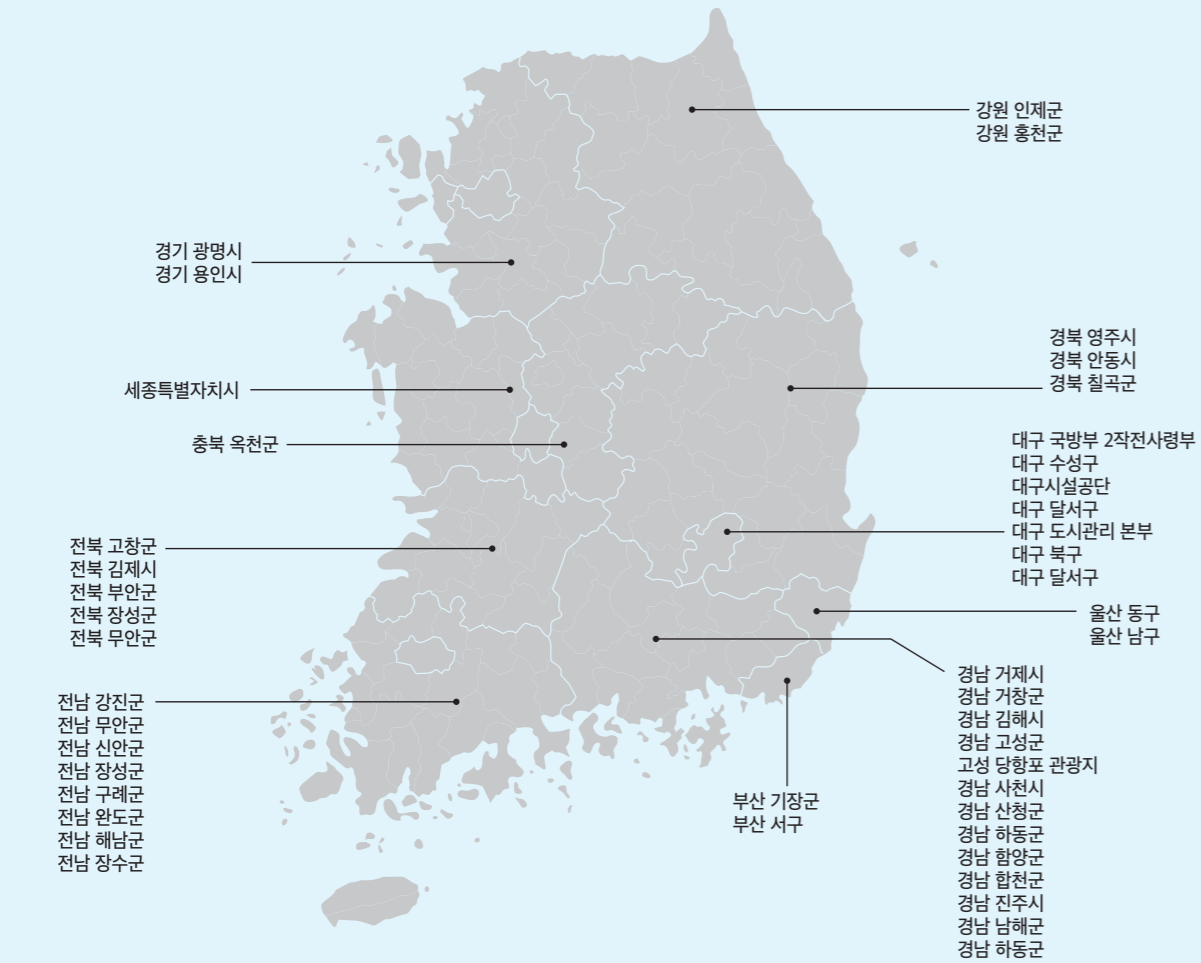 강원 인제군
강원 홍천군
경기 광명시
경기 용인시
경북 영주시
경북 안동시
경북 칠곡군
세종특별자치시
충북 옥천군
대구 국방부 2작전사령부
대구 수성구
대구시설공단
대구 달서구
대구 도시관리 본부
대구 북구
대구 달서구
전북 고창군
전북 김제시
전북 부안군
전북 장성군
전북 무안군
울산 동구
울산 남구
전남 강진군
전남 무안군
전남 신안군
전남 장성군
전남 구례군
전남 완도군
전남 해남군
전남 장수군
부산 기장군
부산 서구
경남 거제시
경남 거창군
경남 김해시
경남 고성군
고성 당항포 관광지
경남 사천시
경남 산청군
경남 하동군
경남 함양군
경남 합천군
경남 진주시
경남 남해군
경남 하동군